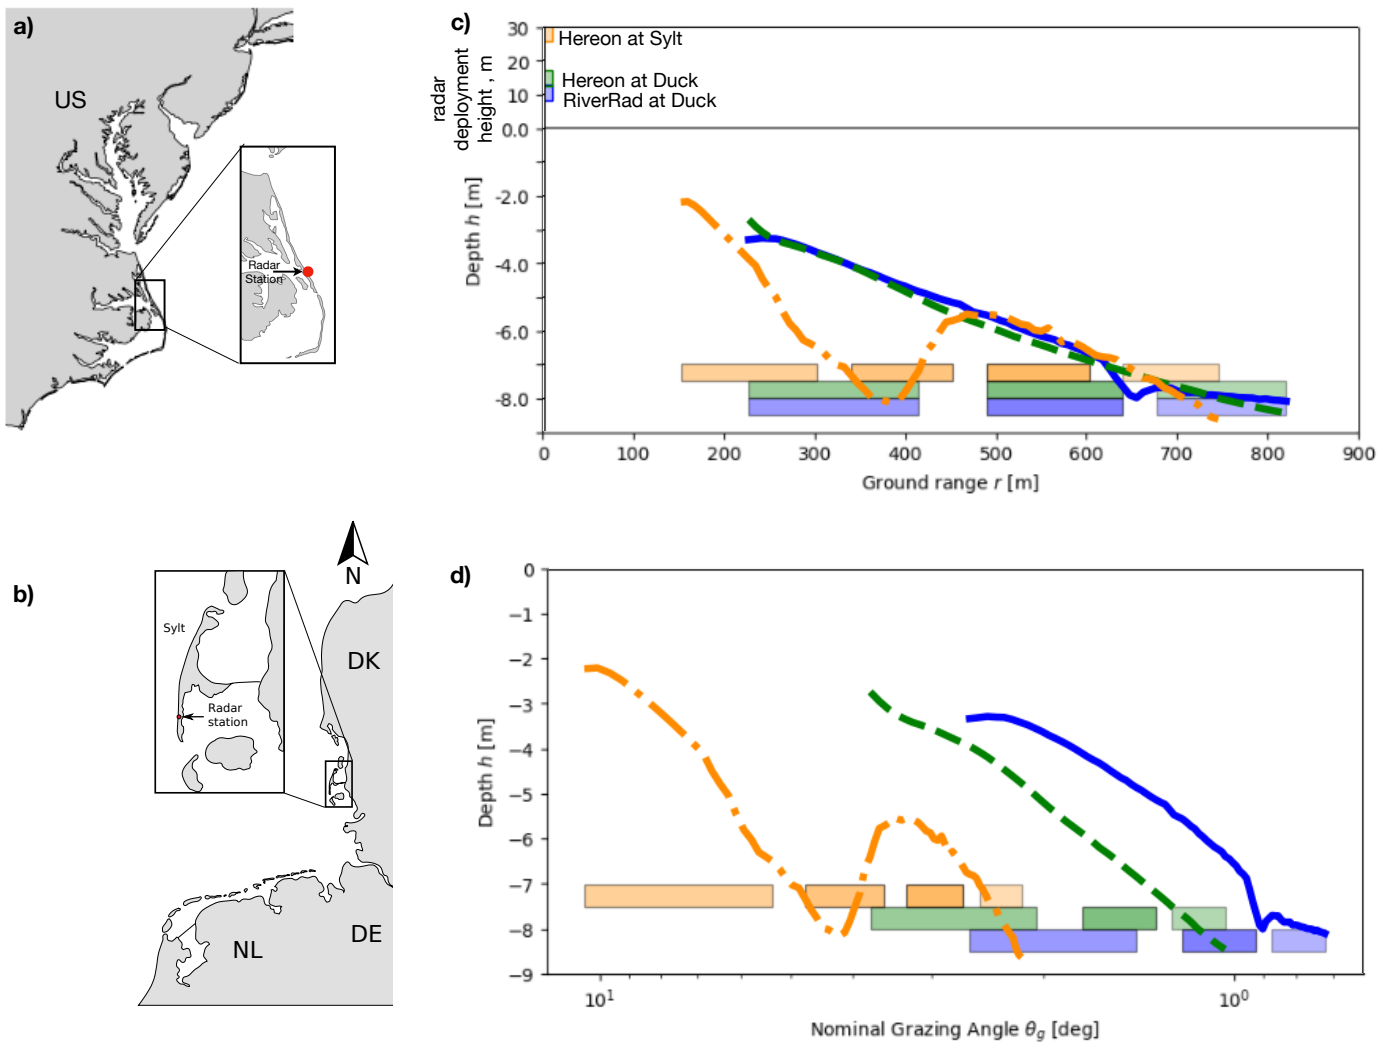 a)
US
Radar
Station
c)
radar
deployment
height , m
30
20
10
0.0
Hereon at Sylt
Hereon at Duck
RiverRad at Duck
Depth h [m]
-2.0
-4.0
-6.0
-8.0
0 100 200 300 400 500 600 700 800 900
Ground range r [m]
b)
N
Sylt
Radar
station
DK
DE
NL
d)
Depth h [m]
0
−1
−2
−3
−4
−5
−6
−7
−8
−9
10¹ 10⁰
Nominal Grazing Angle θg [deg]